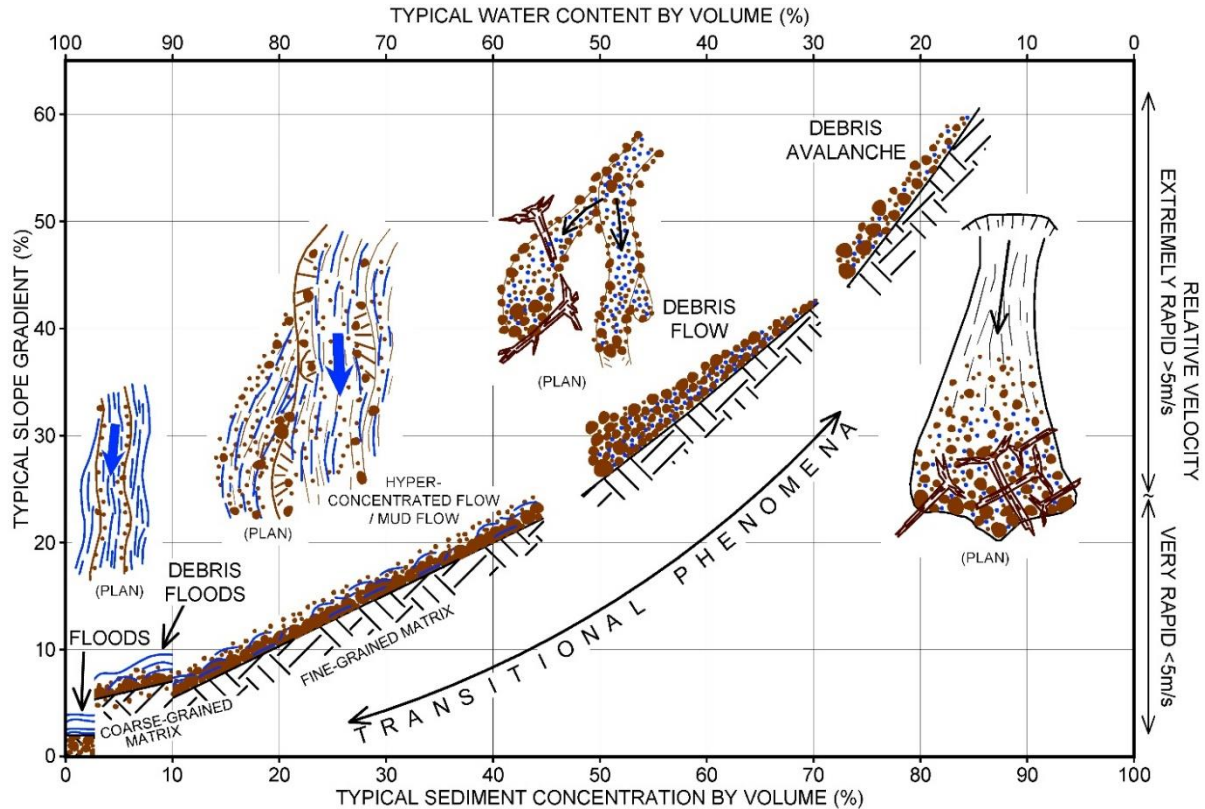 TYPICAL WATER CONTENT BY VOLUME (%)
100 90 80 70 60 50 40 30 20 10 0
TYPICAL SLOPE GRADIENT (%)
60
50
40
30
20
10
0
DEBRIS
AVALANCHE
DEBRIS
FLOW
(PLAN)
HYPER-
CONCENTRATED FLOW
/ MUD FLOW
(PLAN)
(PLAN)
(PLAN)
DEBRIS
FLOODS
FLOODS
COARSE-GRAINED
MATRIX
FINE-GRAINED MATRIX
TRANSITIONAL PHENOMENA
EXTREMELY RAPID >5m/s
~
VERY RAPID <5m/s
RELATIVE VELOCITY
0 10 20 30 40 50 60 70 80 90 100
TYPICAL SEDIMENT CONCENTRATION BY VOLUME (%)